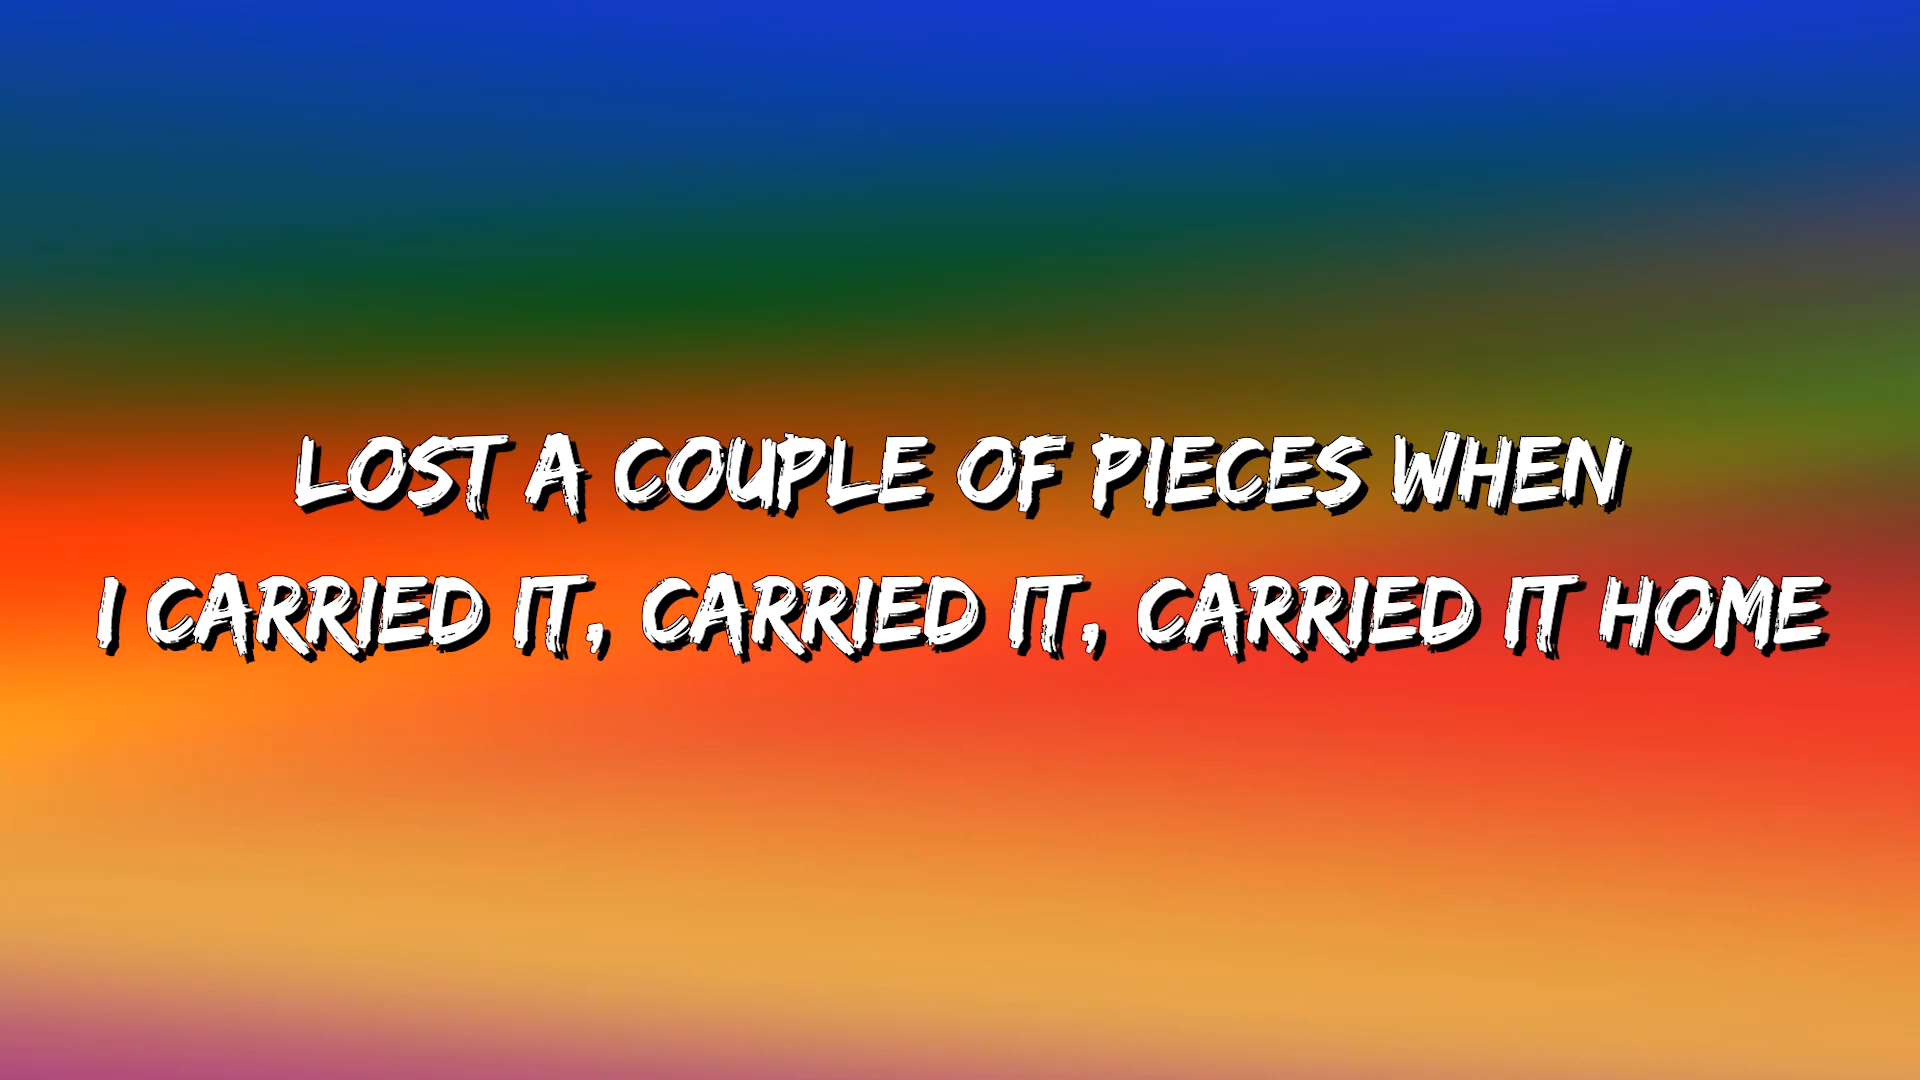 LOST A COUPLE OF PIECES WHEN
I CARRIED IT, CARRIED IT, CARRIED IT HOME